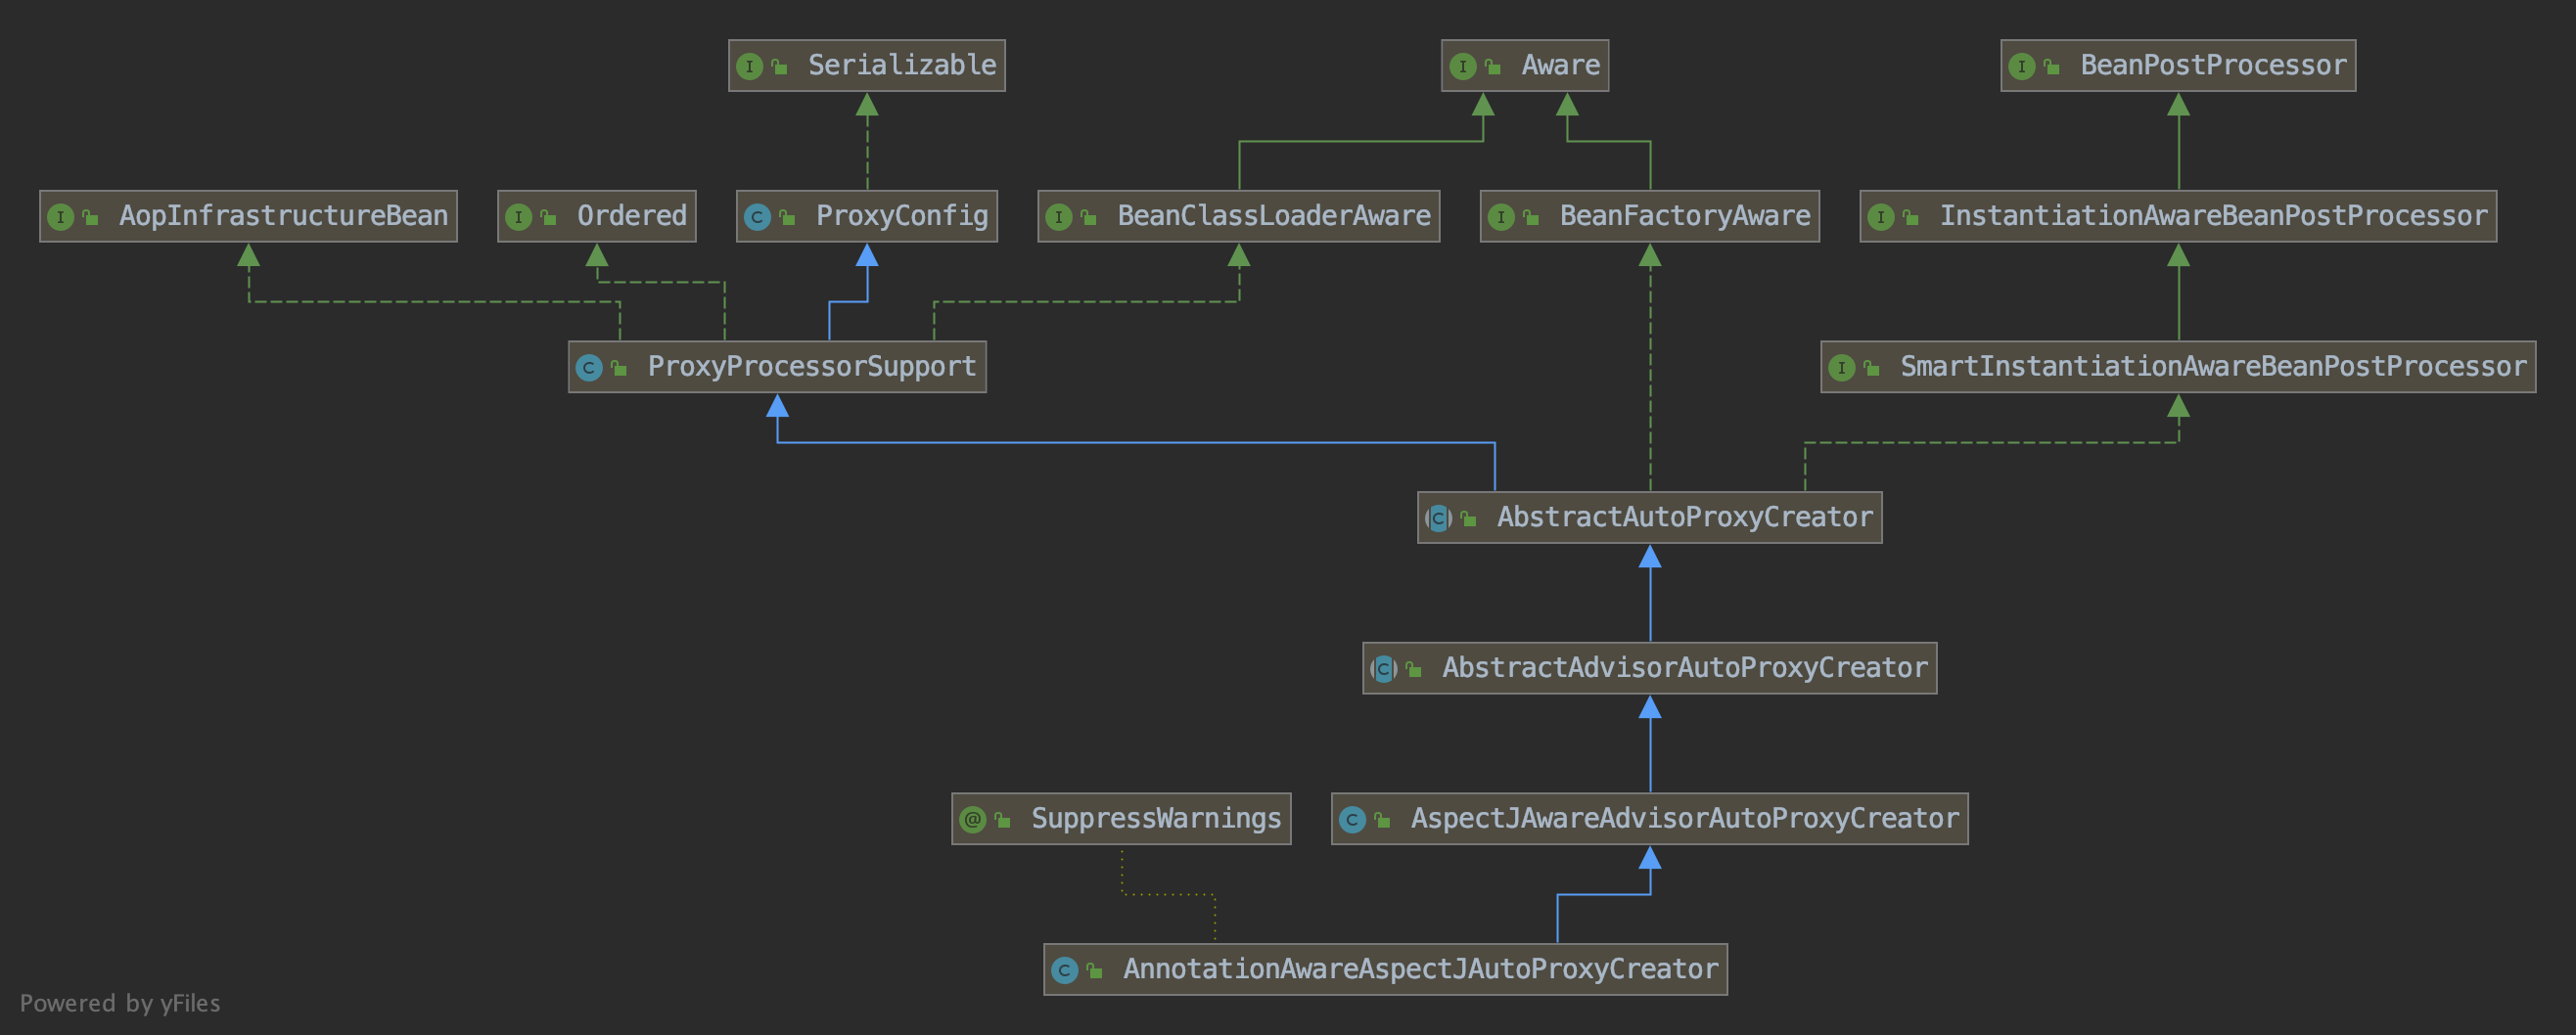 Serializable
Aware
BeanPostProcessor
AopInfrastructureBean
Ordered
ProxyConfig
BeanClassLoaderAware
BeanFactoryAware
InstantiationAwareBeanPostProcessor
ProxyProcessorSupport
SmartInstantiationAwareBeanPostProcessor
AbstractAutoProxyCreator
AbstractAdvisorAutoProxyCreator
SuppressWarnings
AspectJAwareAdvisorAutoProxyCreator
AnnotationAwareAspectJAutoProxyCreator
Powered by yFiles